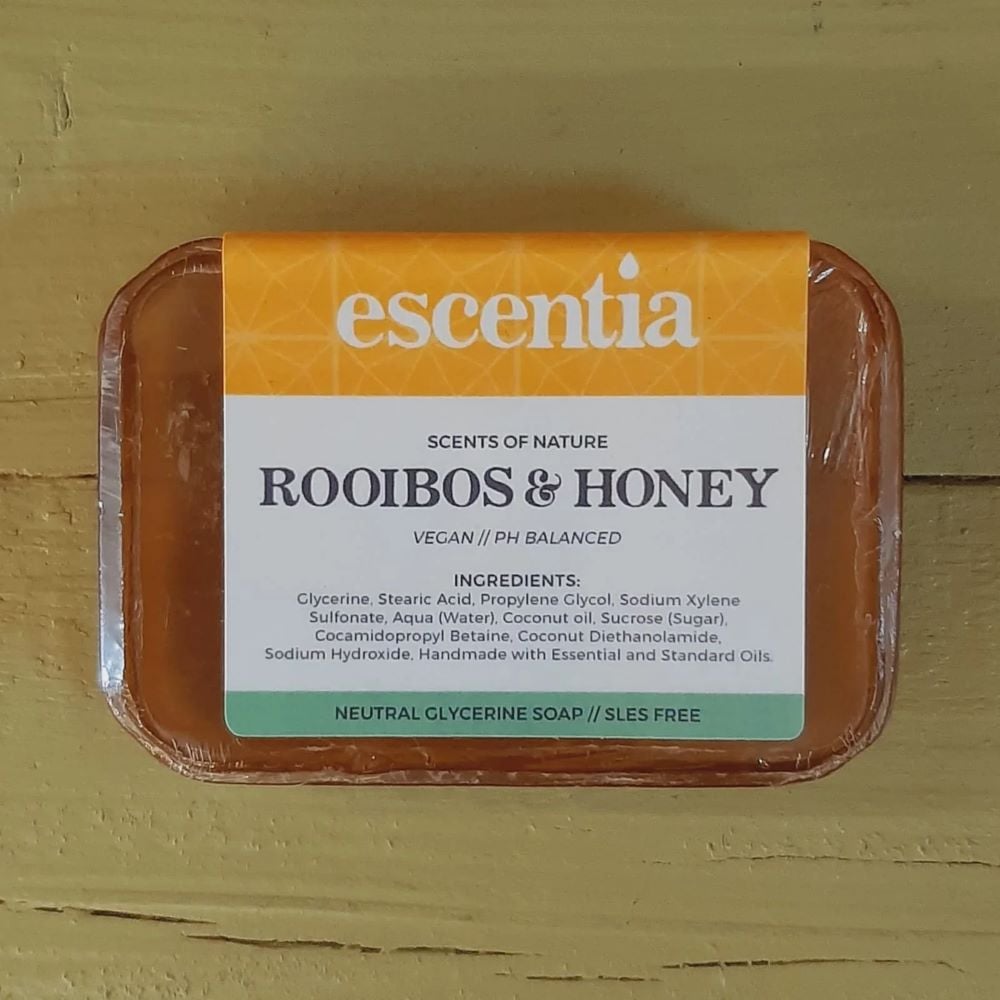 escentia
SCENTS OF NATURE
ROOIBOS & HONEY
VEGAN // PH BALANCED
INGREDIENTS:
Glycerine, Stearic Acid, Propylene Glycol, Sodium Xylene
Sulfonate, Aqua (Water), Coconut oil, Sucrose (Sugar),
Cocamidopropyl Betaine, Coconut Diethanolamide,
Sodium Hydroxide, Handmade with Essential and Standard Oils.
NEUTRAL GLYCERINE SOAP // SLES FREE